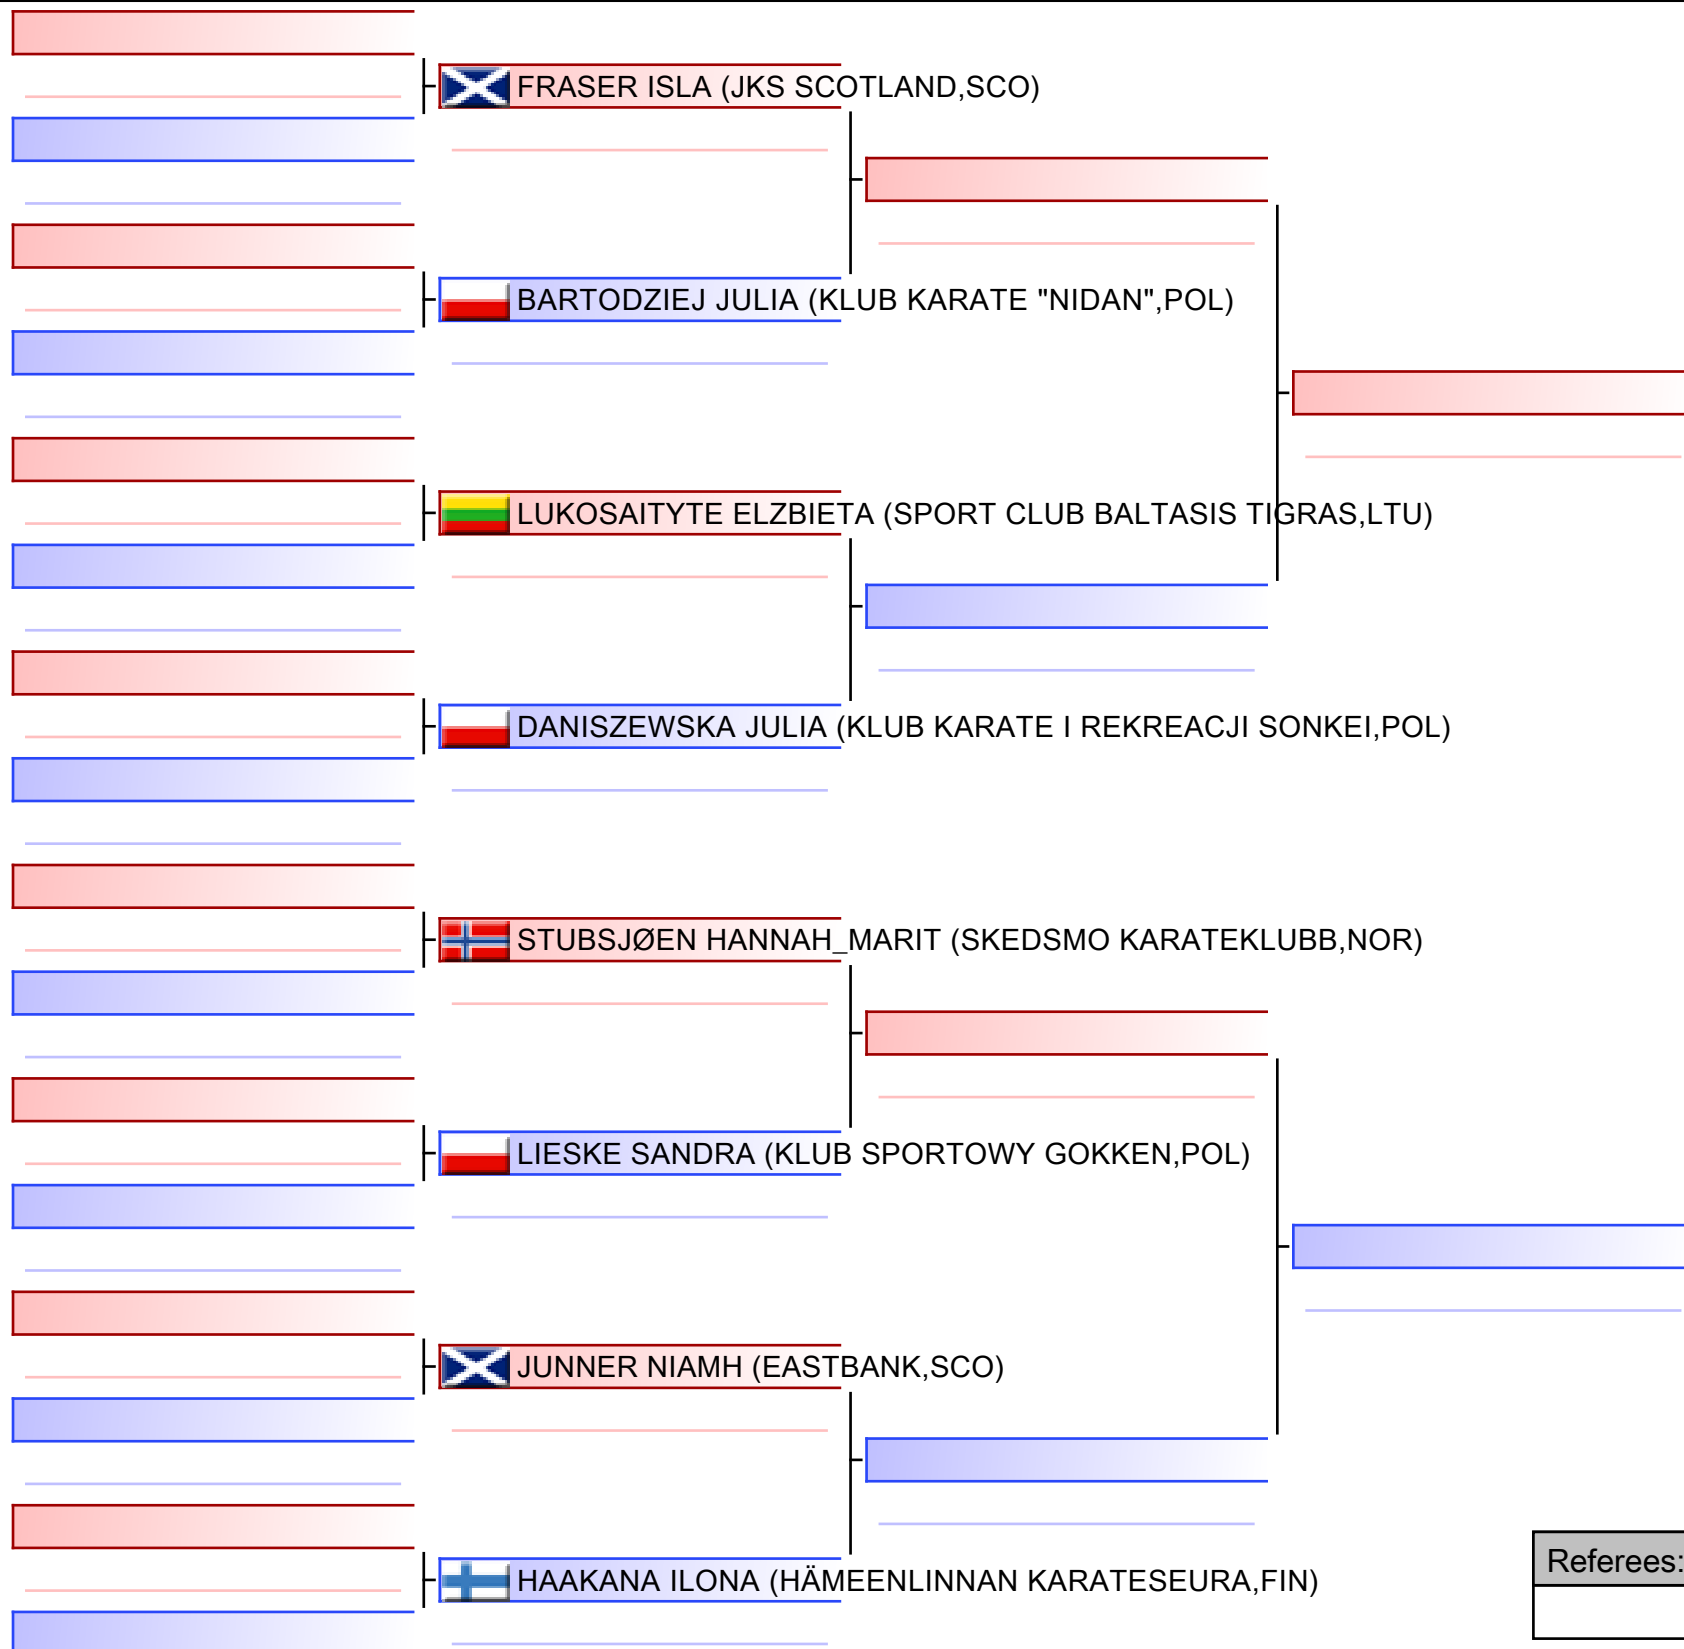 FRASER ISLA (JKS SCOTLAND,SCO)
BARTODZIEJ JULIA (KLUB KARATE "NIDAN",POL)
LUKOSAITYTE ELZBIETA (SPORT CLUB BALTASIS TIGRAS,LTU)
DANISZEWSKA JULIA (KLUB KARATE I REKREACJI SONKEI,POL)
STUBSJØEN HANNAH_MARIT (SKEDSMO KARATEKLUBB,NOR)
LIESKE SANDRA (KLUB SPORTOWY GOKKEN,POL)
JUNNER NIAMH (EASTBANK,SCO)
HAAKANA ILONA (HÄMEENLINNAN KARATESEURA,FIN)
Referees: